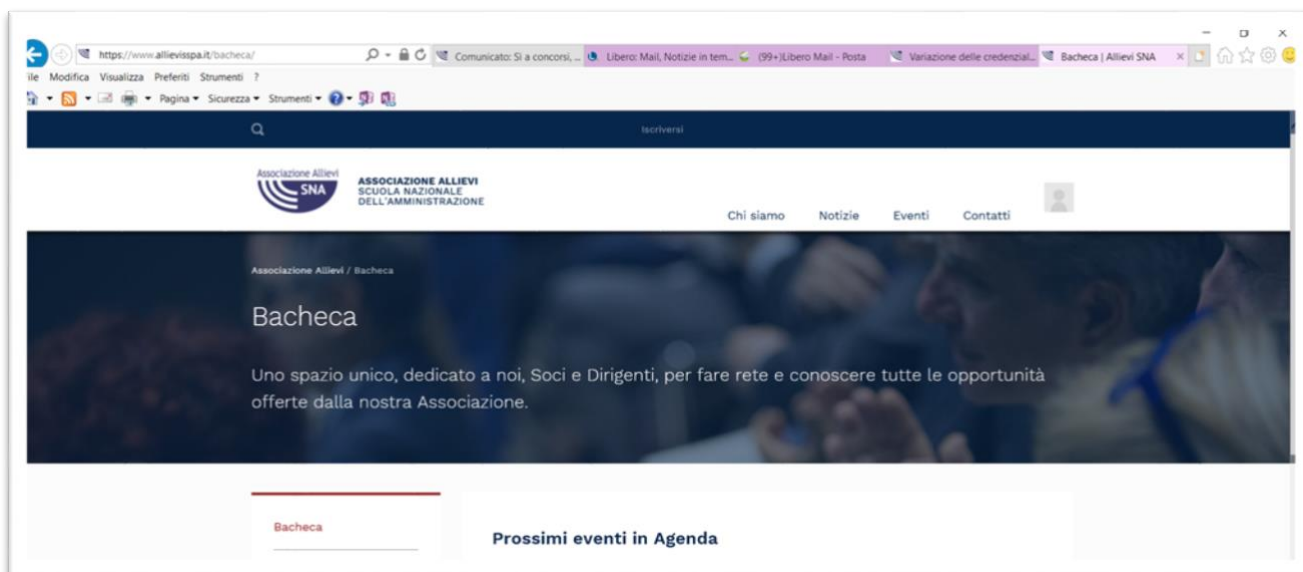 https://www.allievisspa.it/bacheca/
Comunicato: Sì a concorsi, ...
Libero: Mail, Notizie in tem...
(99+)Libero Mail - Posta
Variazione delle credenzial...
Bacheca | Allievi SNA
ile Modifica Visualizza Preferiti Strumenti ?
Pagina Sicurezza Strumenti
Iscriversi
Associazione Allievi
SNA
ASSOCIAZIONE ALLIEVI
SCUOLA NAZIONALE
DELL'AMMINISTRAZIONE
Chi siamo Notizie Eventi Contatti
Associazione Allievi / Bacheca
Bacheca
Uno spazio unico, dedicato a noi, Soci e Dirigenti, per fare rete e conoscere tutte le opportunità
offerte dalla nostra Associazione.
Bacheca
Prossimi eventi in Agenda